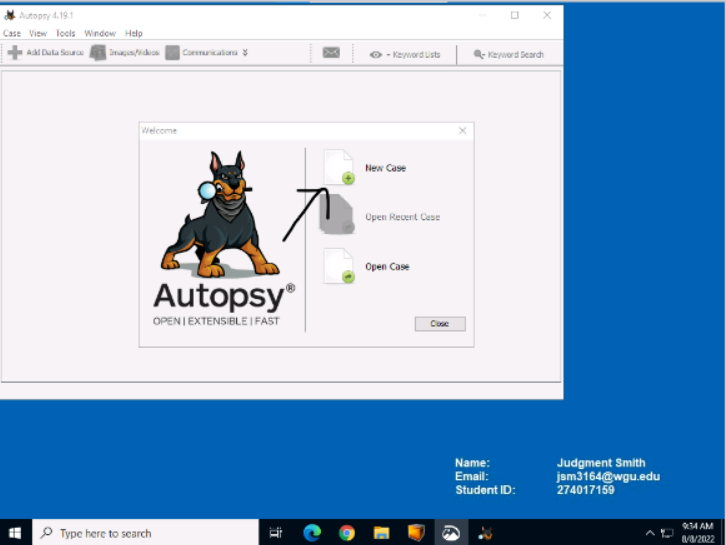 Autopsy 4.19.1
Case View Tools Window Help
Add Data Source Images/Videos Communications Keyword Lists Keyword Search
Welcome
New Case
Open Recent Case
Open Case
Autopsy®
OPEN | EXTENSIBLE | FAST
Close
Name: Judgment Smith
Email: jsm3164@wgu.edu
Student ID: 274017159
Type here to search
9:34 AM
8/8/2022